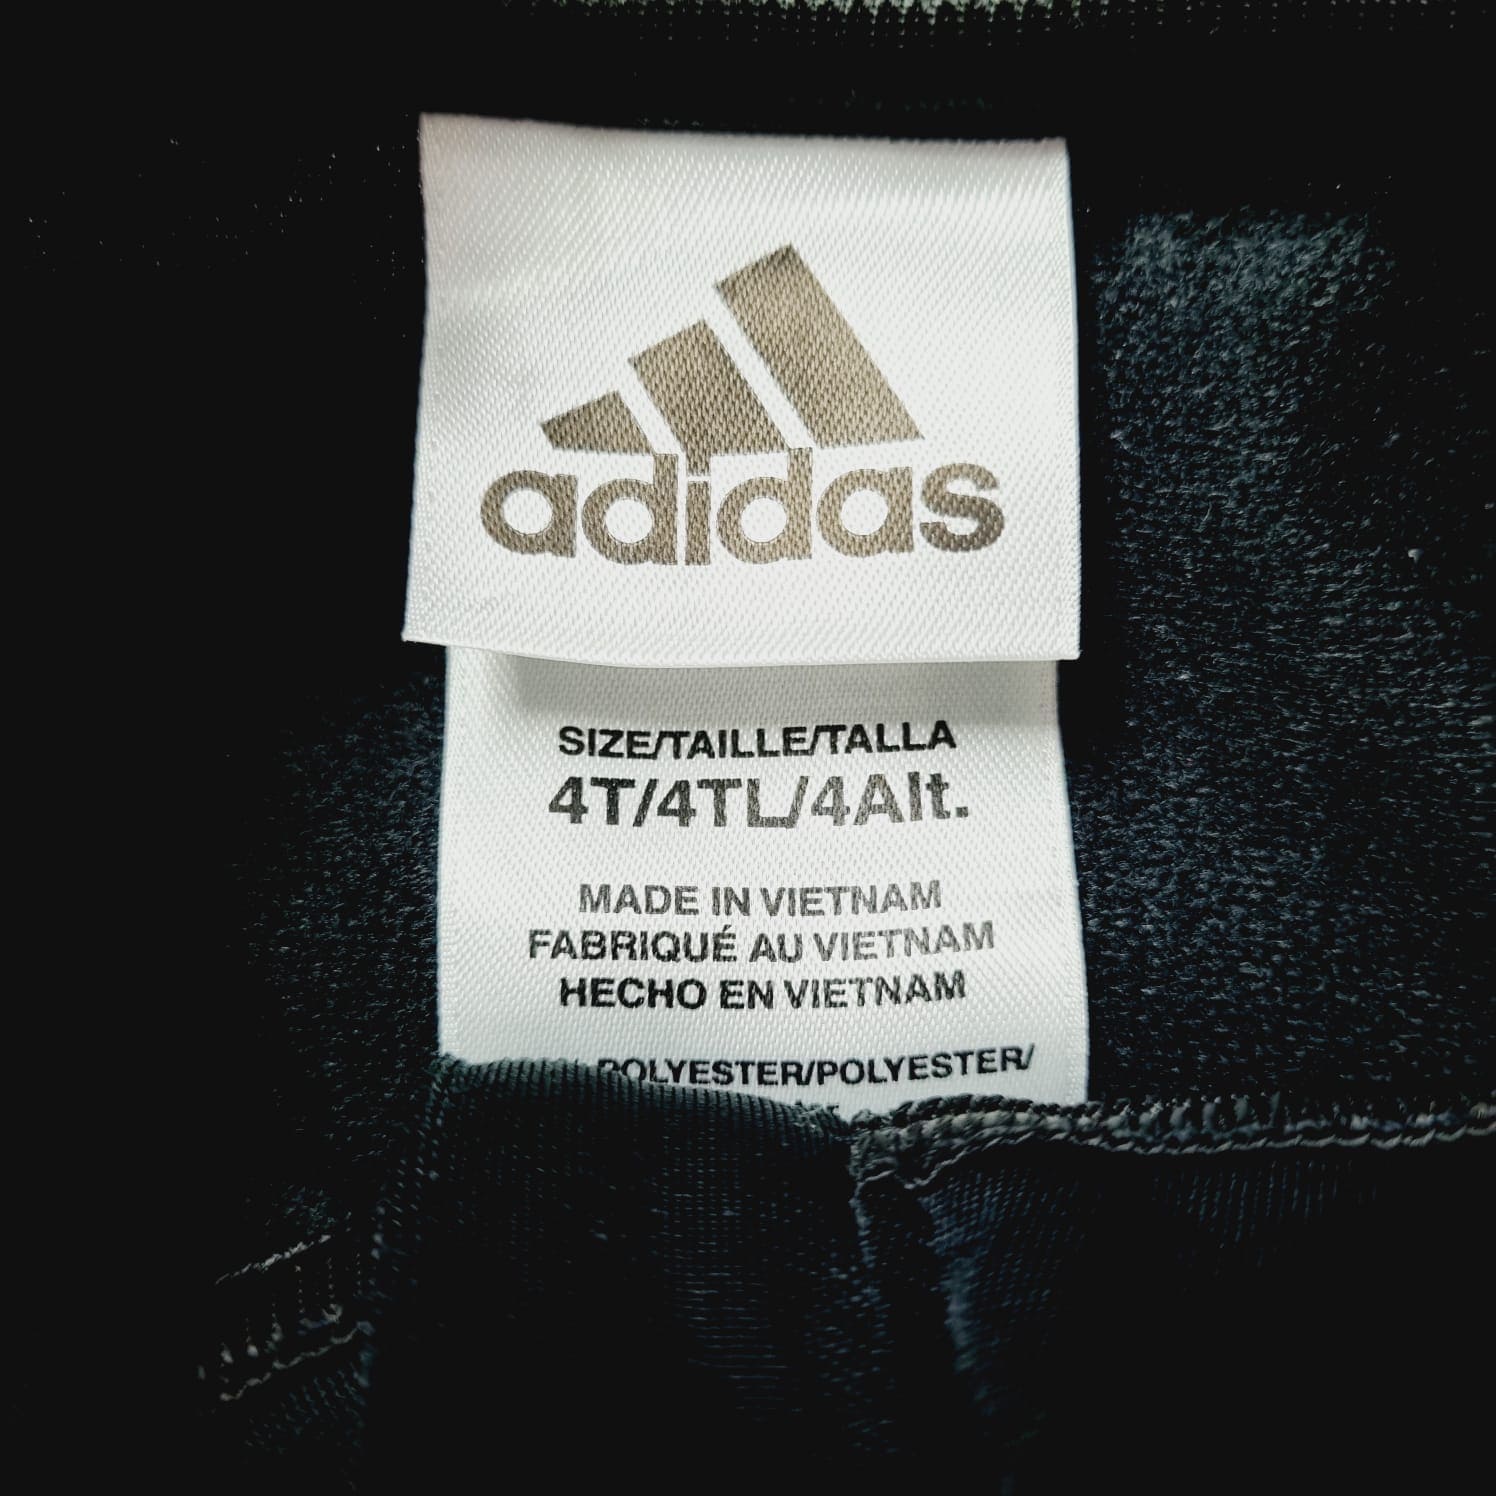 adidas
SIZE/TAILLE/TALLA
4T/4TL/4Alt.
MADE IN VIETNAM
FABRIQUÉ AU VIETNAM
HECHO EN VIETNAM
POLYESTER/POLYESTER/